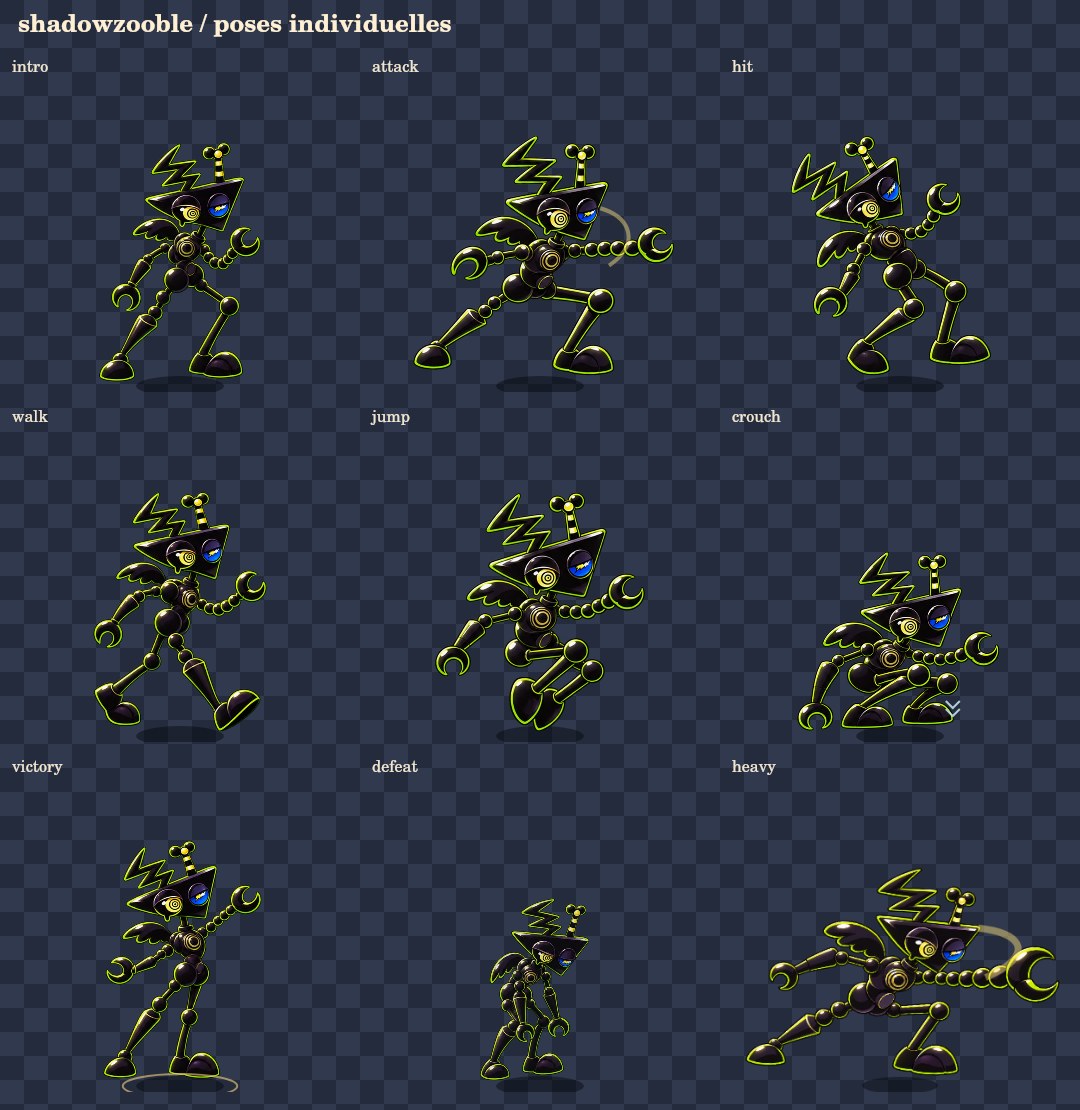 shadowzooble / poses individuelles
intro
attack
hit
walk
jump
crouch
victory
defeat
heavy